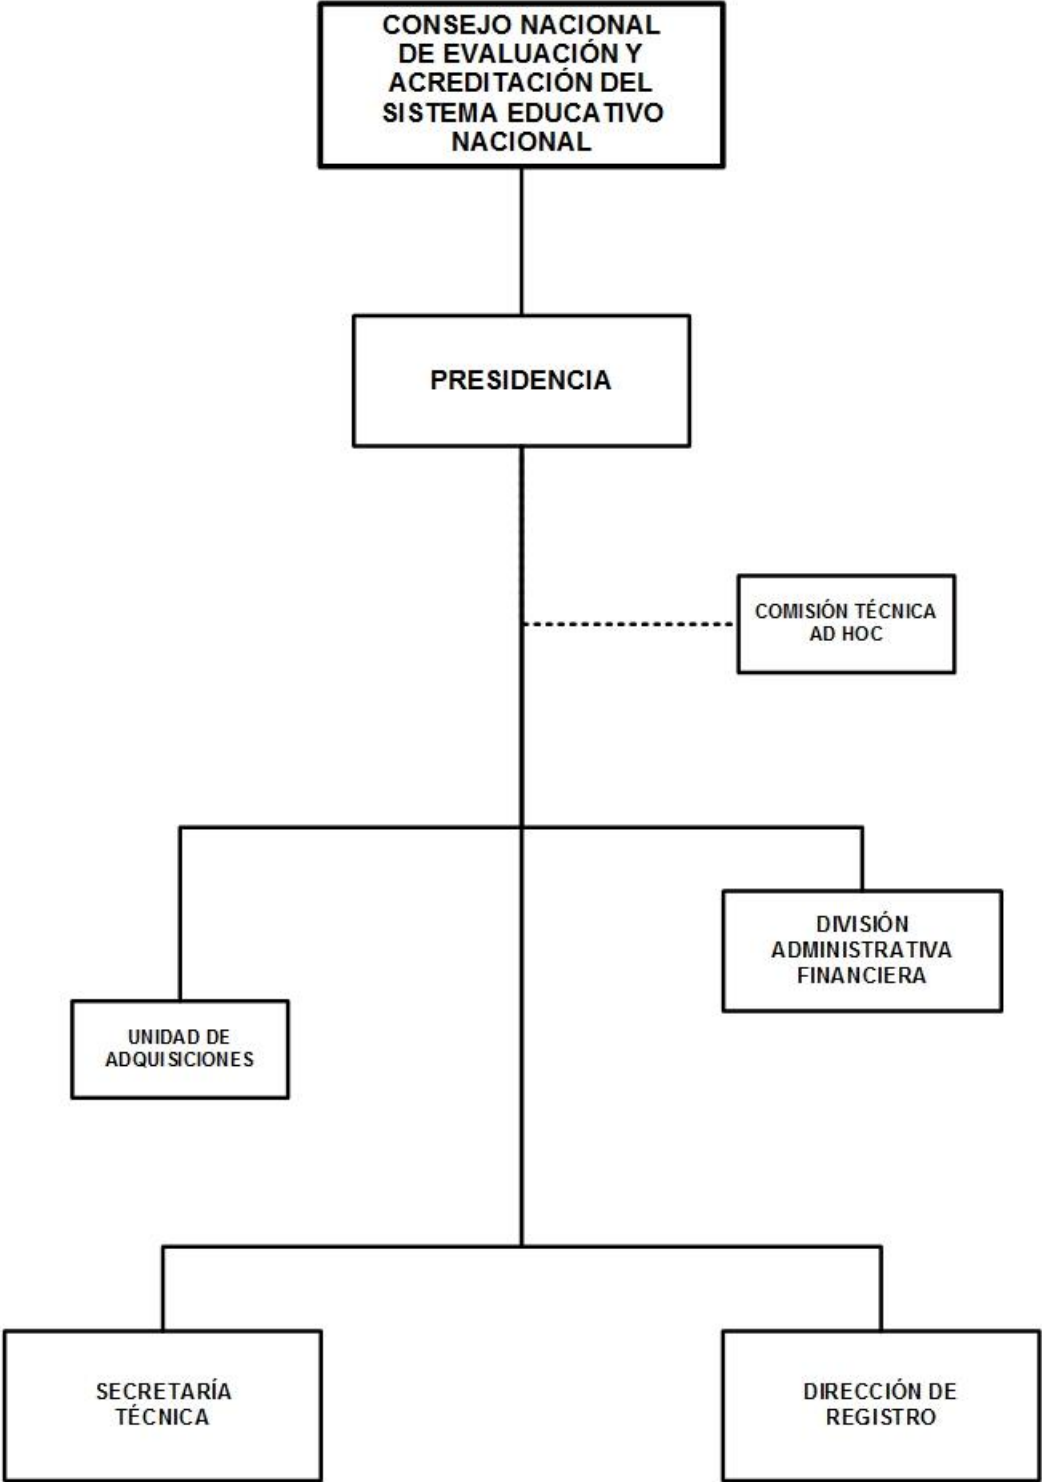 CONSEJO NACIONAL
DE EVALUACIÓN Y
ACREDITACIÓN DEL
SISTEMA EDUCATIVO
NACIONAL
PRESIDENCIA
COMISIÓN TÉCNICA
AD HOC
DIVISIÓN
ADMINISTRATIVA
FINANCIERA
UNIDAD DE
ADQUISICIONES
SECRETARÍA
TÉCNICA
DIRECCIÓN DE
REGISTRO